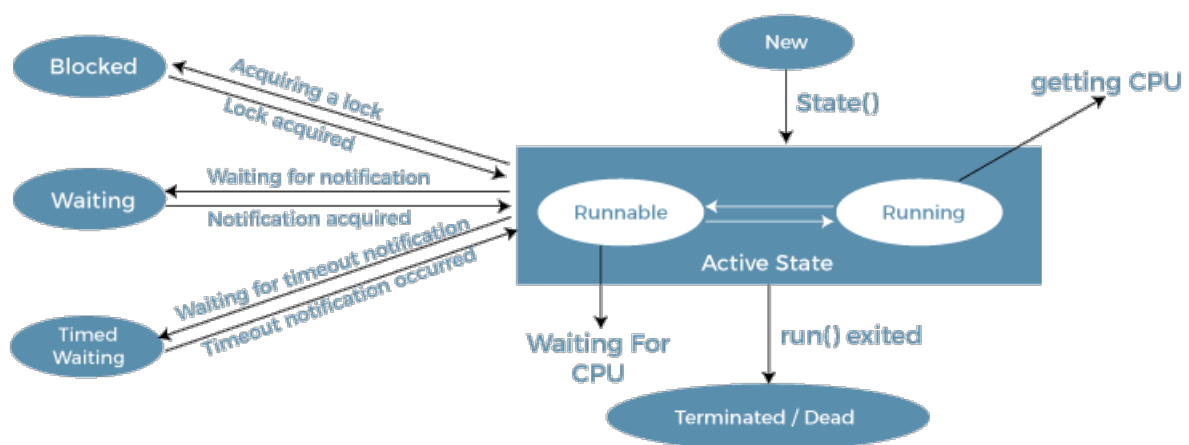 New
Blocked
Acquiring a lock
Lock acquired
State()
getting CPU
Waiting
Waiting for notification
Notification acquired
Runnable
Running
Active State
Timed
Waiting
Waiting for timeout notification
Timeout notification occurred
Waiting For
CPU
run() exited
Terminated / Dead